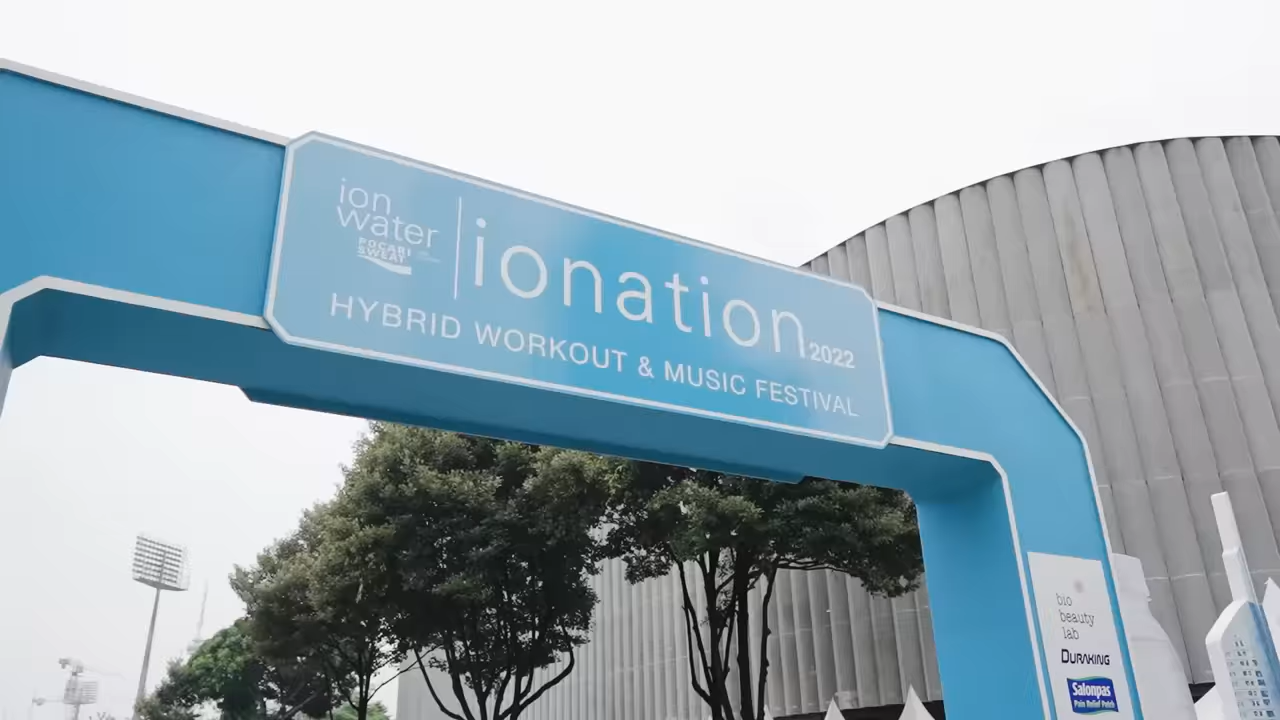 ion
water
POCARI
SWEAT
ionation 2022
HYBRID WORKOUT & MUSIC FESTIVAL
bio
beauty
lab
DURAKING
Salonpas
Pain Relief Patch